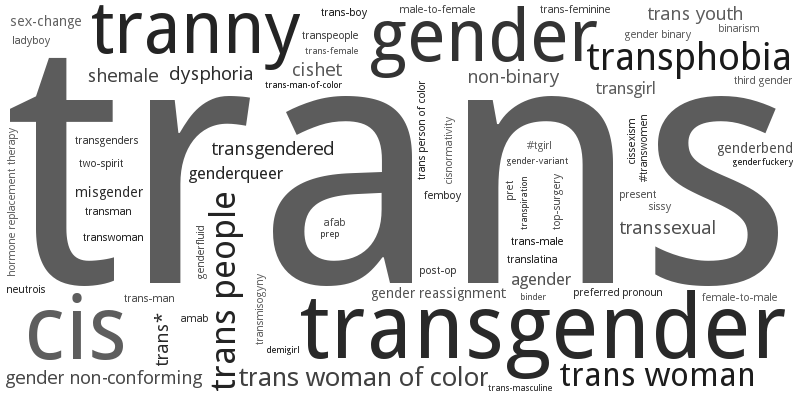 sex-change
tranny
trans-boy
male-to-female
trans-feminine
trans youth
ladyboy
transpeople
gender
gender binary
binarism
trans-female
transphobia
shemale
dysphoria
cishet
non-binary
third gender
trans-man-of-color
transgirl
trans
hormone replacement therapy
transgenders
transgendered
trans person of color
cisnormativity
#tgirl
cissexism
#transwomen
genderbend
two-spirit
gender-variant
genderfuckery
genderqueer
misgender
femboy
pret
transpiration
top-surgery
present
sissy
transman
trans people
afab
prep
transsexual
transwoman
genderfluid
trans-male
translatina
post-op
agender
neutrois
transmisogyny
gender reassignment
binder
preferred pronoun
female-to-male
trans-man
cis
trans*
amab
transgender
demigirl
gender non-conforming
trans woman of color
trans-masculine
trans woman